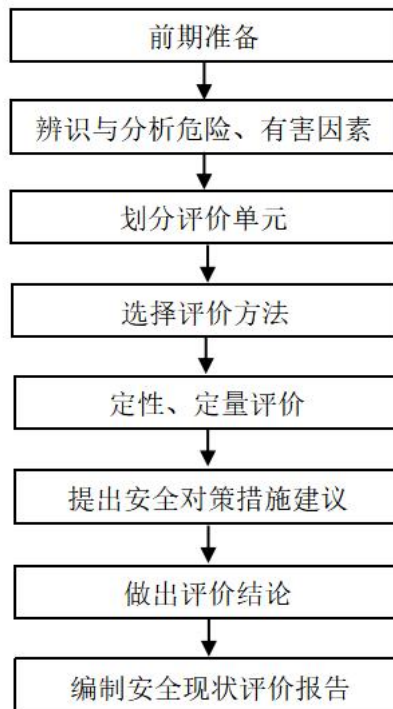 前期准备
辨识与分析危险、有害因素
划分评价单元
选择评价方法
定性、定量评价
提出安全对策措施建议
做出评价结论
编制安全现状评价报告